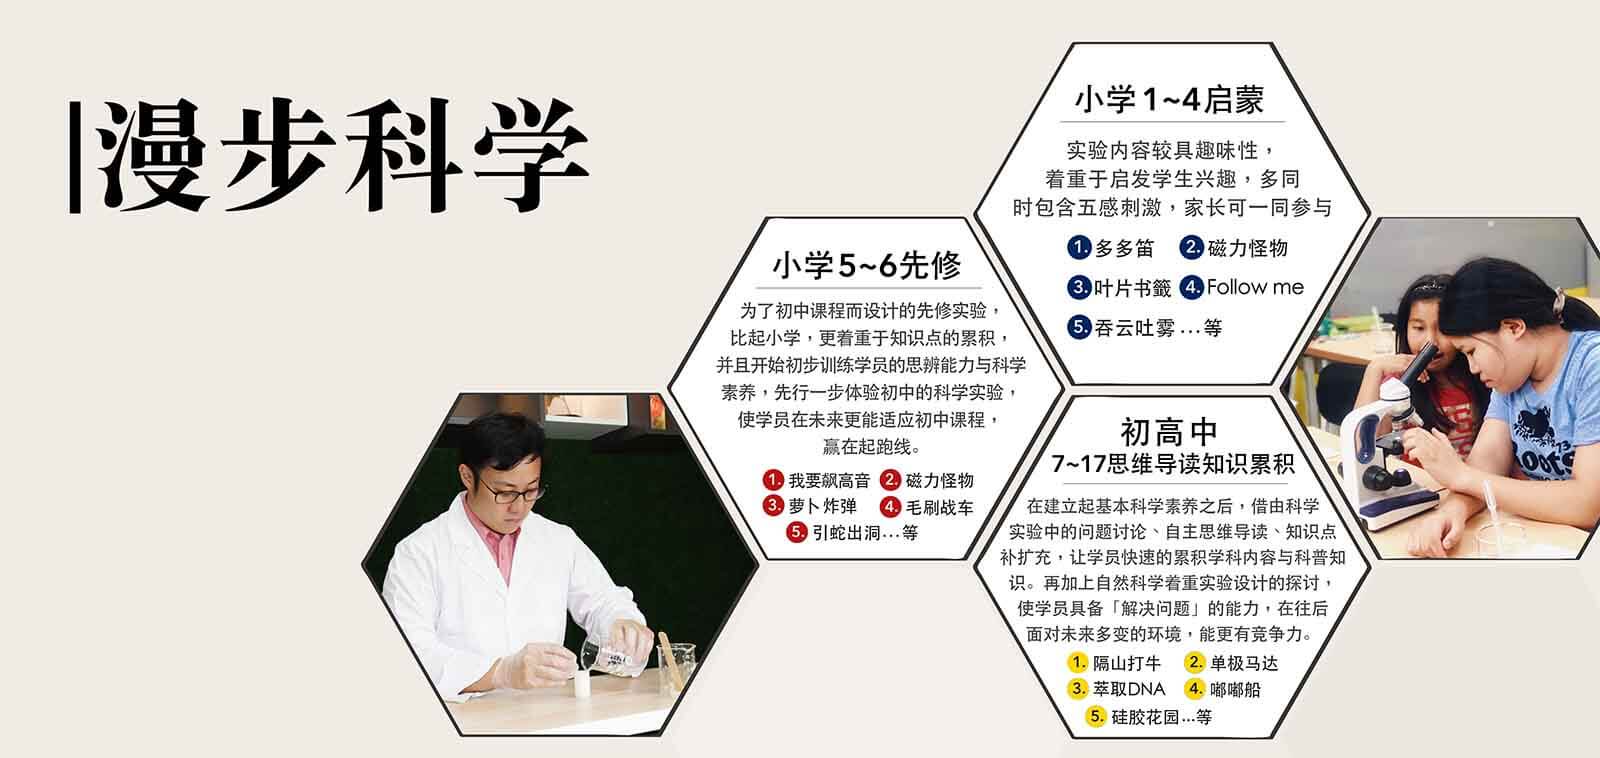 漫步科学
小学1~4启蒙
实验内容较具趣味性，
着重于启发学生兴趣，多同
时包含五感刺激，家长可一同参与
1. 多多笛 2. 磁力怪物
3. 叶片书籤 4. Follow me
5. 吞云吐雾…等
小学5~6先修
为了初中课程而设计的先修实验，
比起小学，更着重于知识点的累积，
并且开始初步训练学员的思辨能力与科学
素养，先行一步体验初中的科学实验，
使学员在未来更能适应初中课程，
赢在起跑线。
1. 我要飙高音 2. 磁力怪物
3. 萝卜炸弹 4. 毛刷战车
5. 引蛇出洞…等
初高中
7~17思维导读知识累积
在建立起基本科学素养之后，借由科学
实验中的问题讨论、自主思维导读、知识点
补扩充，让学员快速的累积学科内容与科普知
识。再加上自然科学着重实验设计的探讨，
使学员具备「解决问题」的能力，在往后
面对未来多变的环境，能更有竞争力。
1. 隔山打牛 2. 单极马达
3. 萃取DNA 4. 嘟嘟船
5. 硅胶花园...等